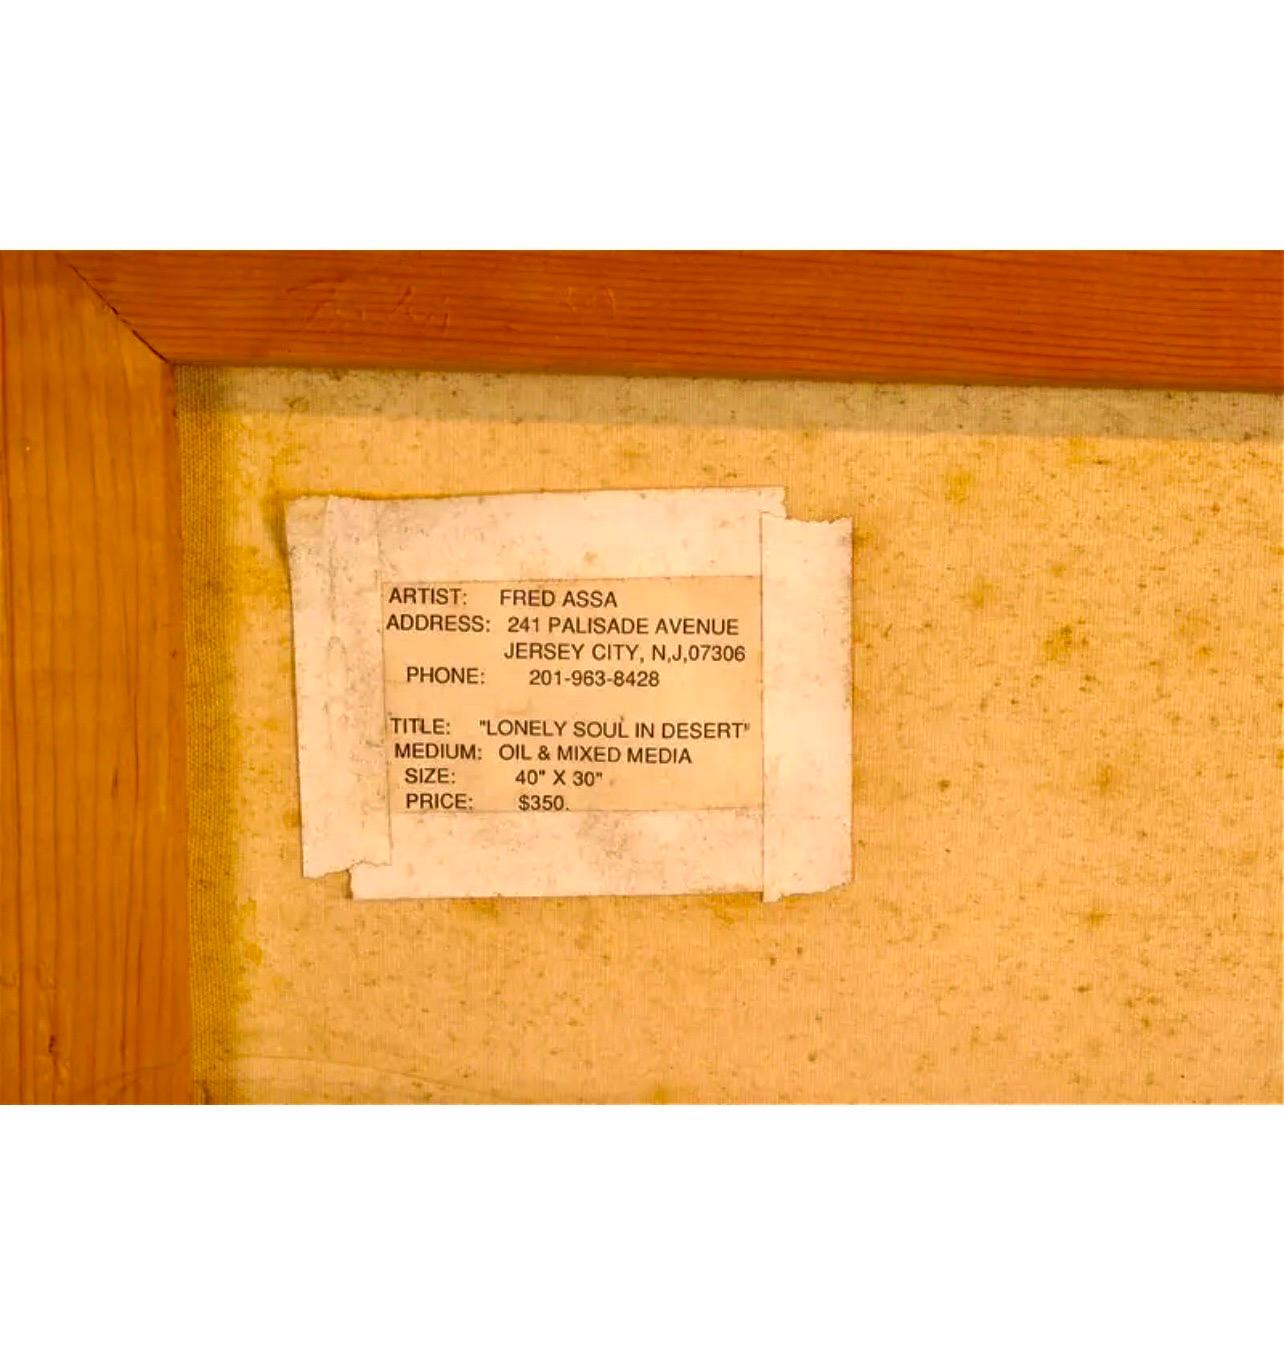 ARTIST: FRED ASSA
ADDRESS: 241 PALISADE AVENUE
JERSEY CITY, N,J,07306
PHONE: 201-963-8428
TITLE: "LONELY SOUL IN DESERT"
MEDIUM: OIL & MIXED MEDIA
SIZE: 40" X 30"
PRICE: $350.